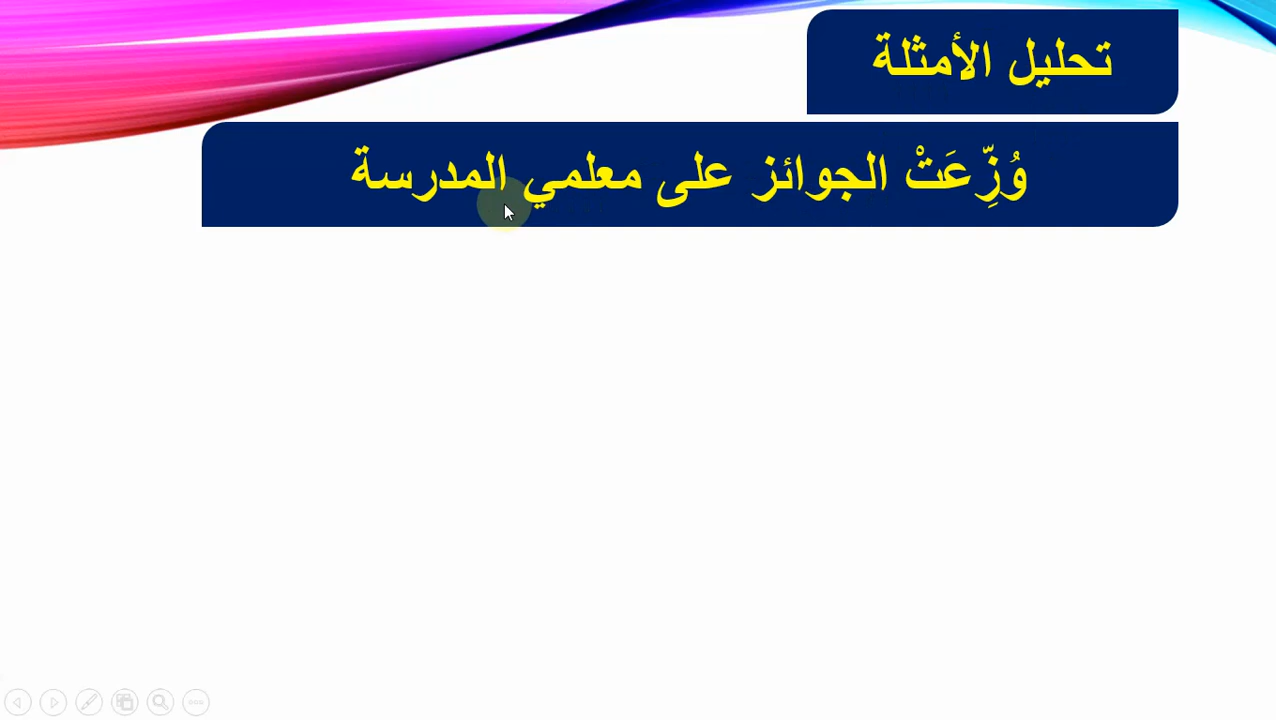 تحليل الأمثلة
وُزِّعَتْ الجوائز على معلمي المدرسة